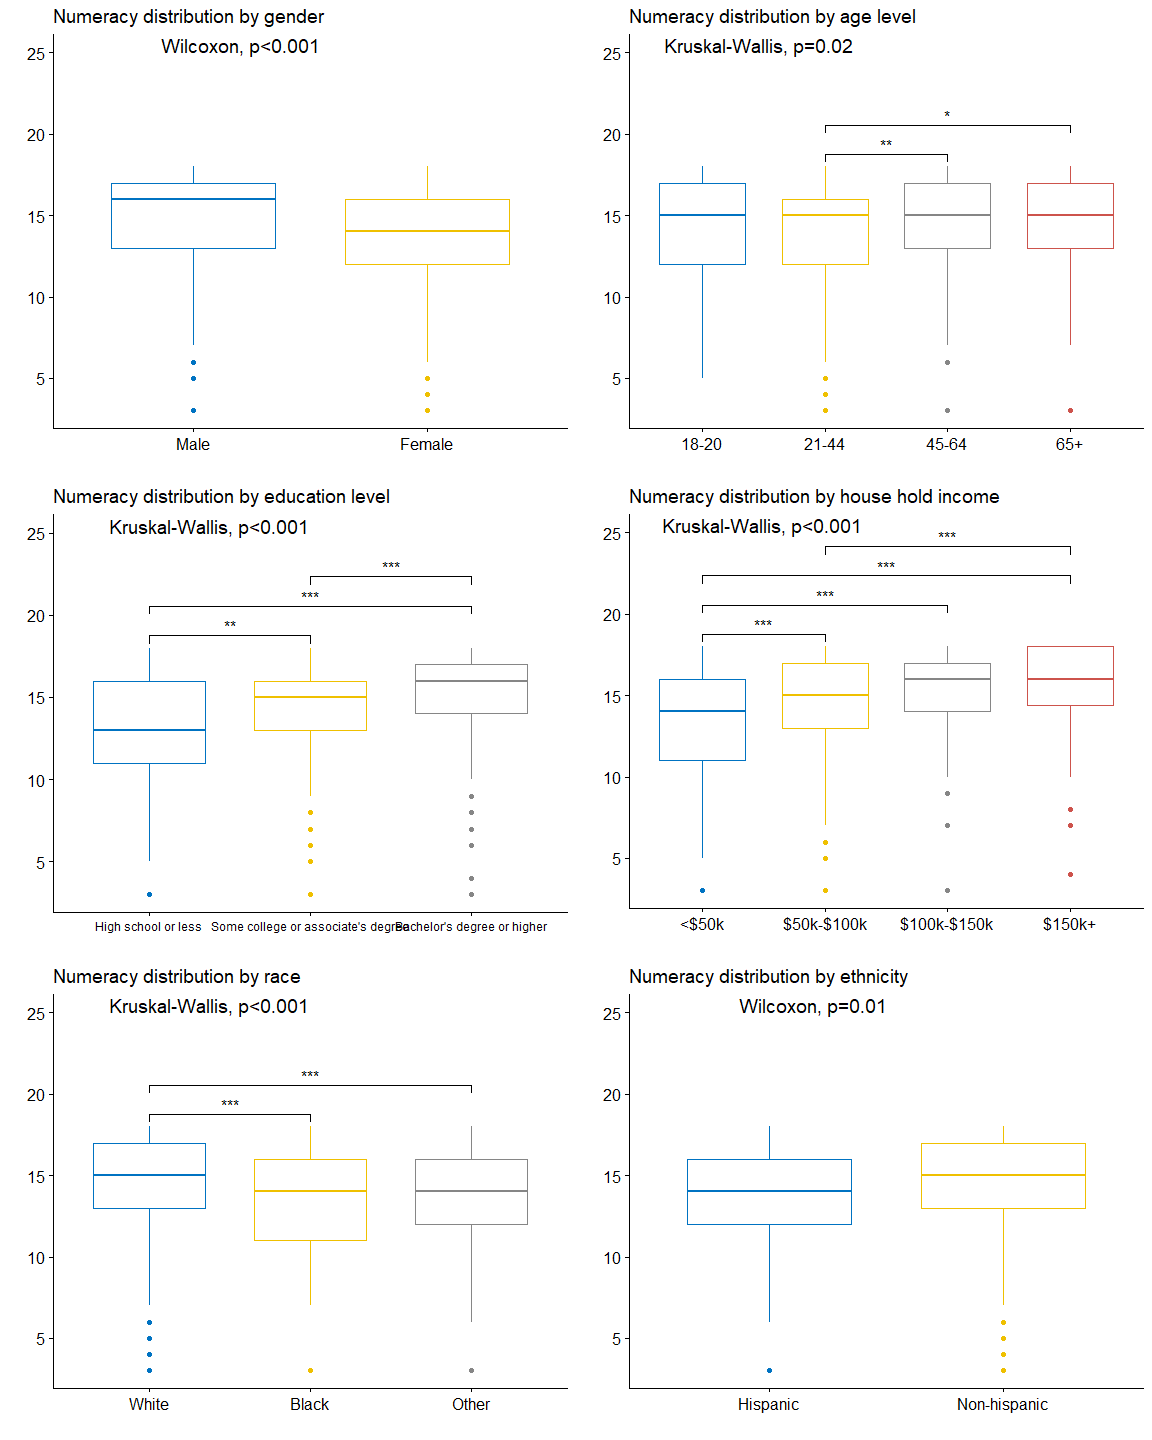 Numeracy distribution by gender
Wilcoxon, p<0.001
25
20
15
10
5
Male Female
Numeracy distribution by age level
Kruskal-Wallis, p=0.02
25
20
15
10
5
*
**
18-20 21-44 45-64 65+
Numeracy distribution by education level
Kruskal-Wallis, p<0.001
25
20
15
10
5
***
***
**
High school or less Some college or associate's degree Bachelor's degree or higher
Numeracy distribution by house hold income
Kruskal-Wallis, p<0.001
25
20
15
10
5
***
***
***
***
<$50k $50k-$100k $100k-$150k $150k+
Numeracy distribution by race
Kruskal-Wallis, p<0.001
25
20
15
10
5
***
***
White Black Other
Numeracy distribution by ethnicity
Wilcoxon, p=0.01
25
20
15
10
5
Hispanic Non-hispanic